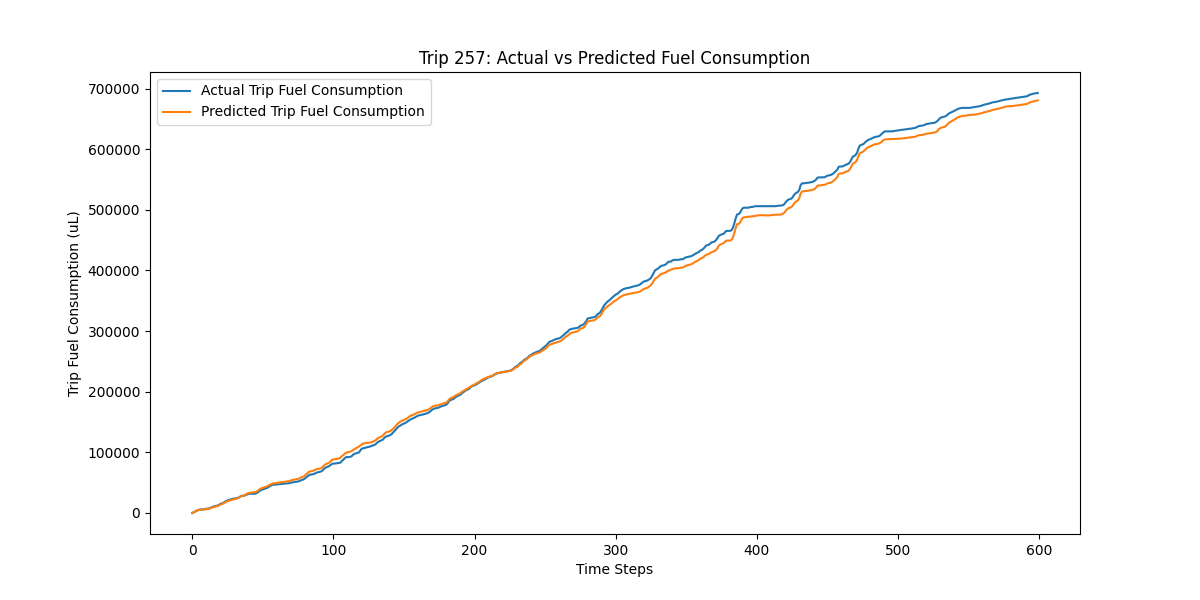 Trip 257: Actual vs Predicted Fuel Consumption
Actual Trip Fuel Consumption
Predicted Trip Fuel Consumption
Trip Fuel Consumption (uL)
700000
600000
500000
400000
300000
200000
100000
0
0 100 200 300 400 500 600
Time Steps